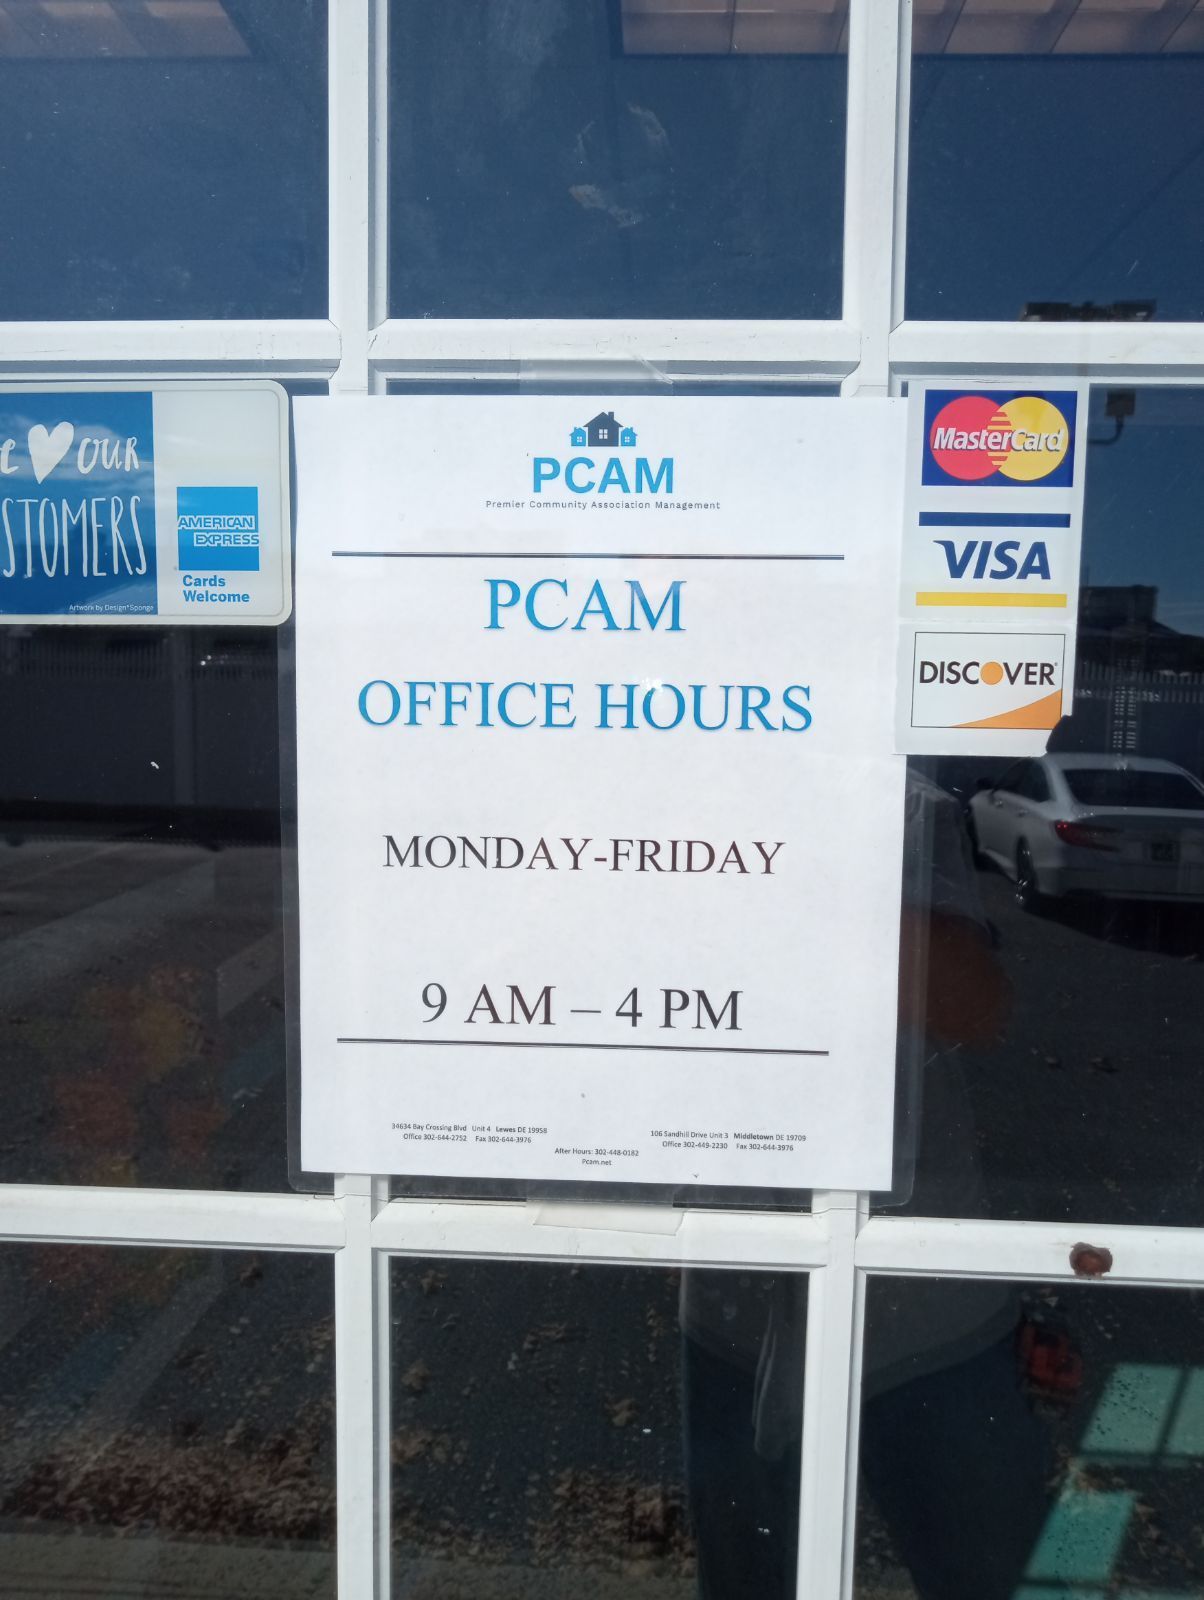 e our
STOMERS
AMERICAN
EXPRESS
Cards
Welcome
Artwork by Design*Sponge
PCAM
Premier Community Association Management
PCAM
OFFICE HOURS
MONDAY-FRIDAY
9 AM – 4 PM
34634 Bay Crossing Blvd Unit 4 Lewes DE 19958
Office 302-644-2752 Fax 302-644-3976
106 Sandhill Drive Unit 3 Middletown DE 19709
Office 302-449-2230 Fax 302-644-3976
After Hours: 302-448-0182
Pcam.net
MasterCard
VISA
DISCOVER